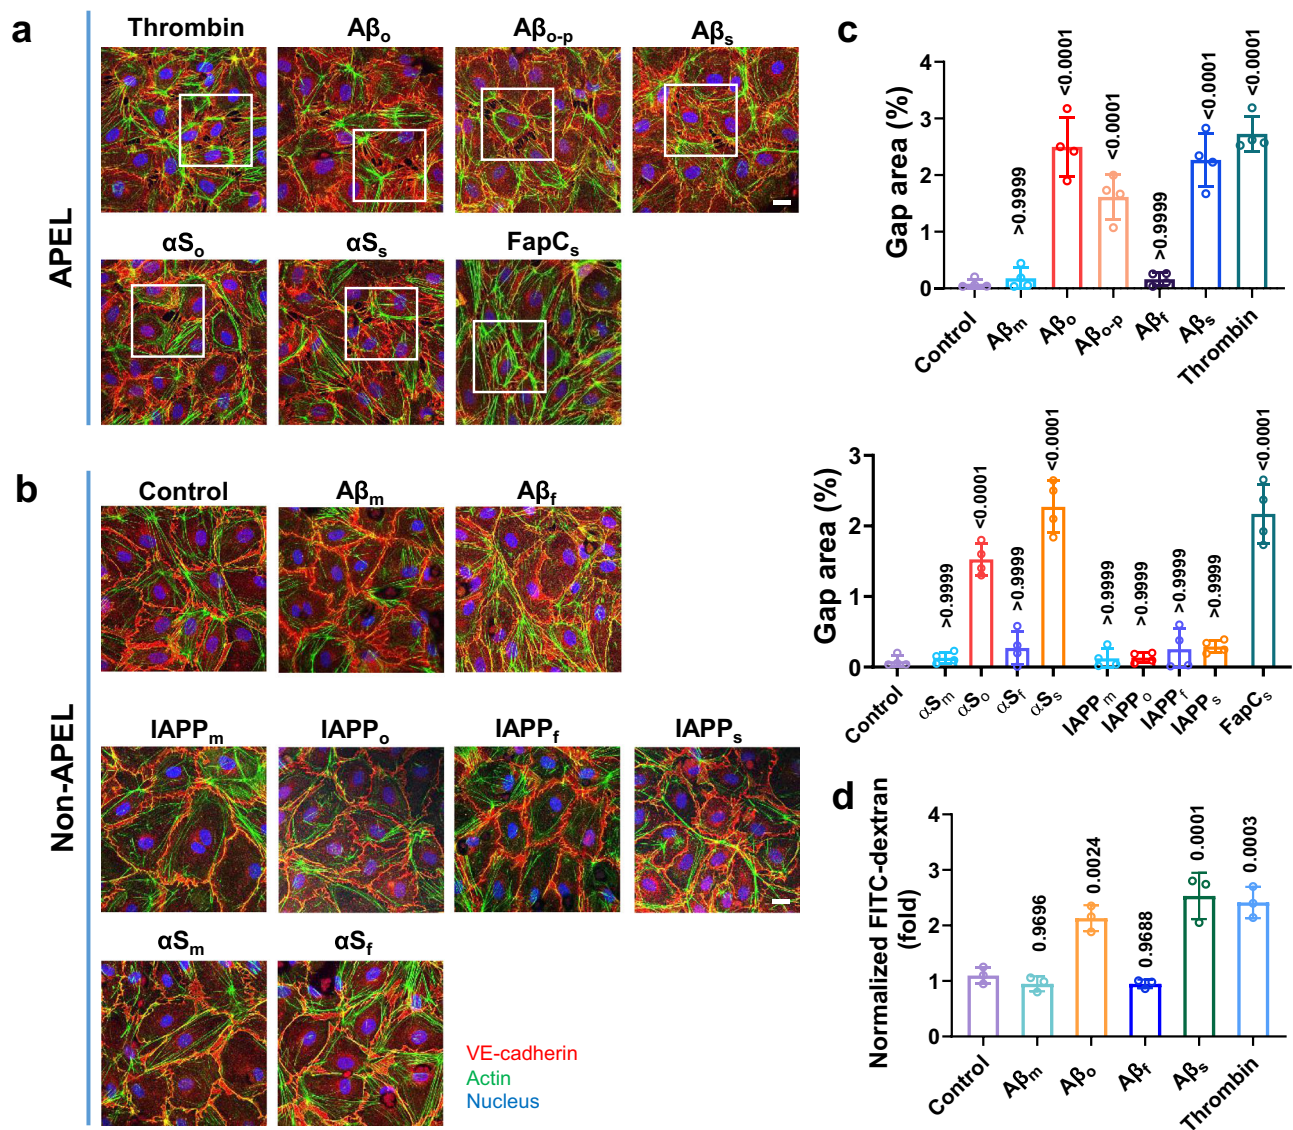 a
APEL
Thrombin Aβo Aβo-p Aβs
αSo αSs FapCs
b
Non-APEL
Control Aβm Aβf
IAPPm IAPPo IAPPf IAPPs
αSm αSf
VE-cadherin
Actin
Nucleus
c
Gap area (%)
4
3
2
1
0
>0.9999 <0.0001 <0.0001 >0.9999 <0.0001 <0.0001
Control Aβm Aβo Aβo-p Aβf Aβs Thrombin
Gap area (%)
3
2
1
0
>0.9999 <0.0001 >0.9999 <0.0001 >0.9999 >0.9999 >0.9999 >0.9999 <0.0001
Control αSm αSo αSf αSs IAPPm IAPPo IAPPf IAPPs FapCs
d
Normalized FITC-dextran
(fold)
4
3
2
1
0
0.9696 0.0024 0.9688 0.0001 0.0003
Control Aβm Aβo Aβf Aβs Thrombin